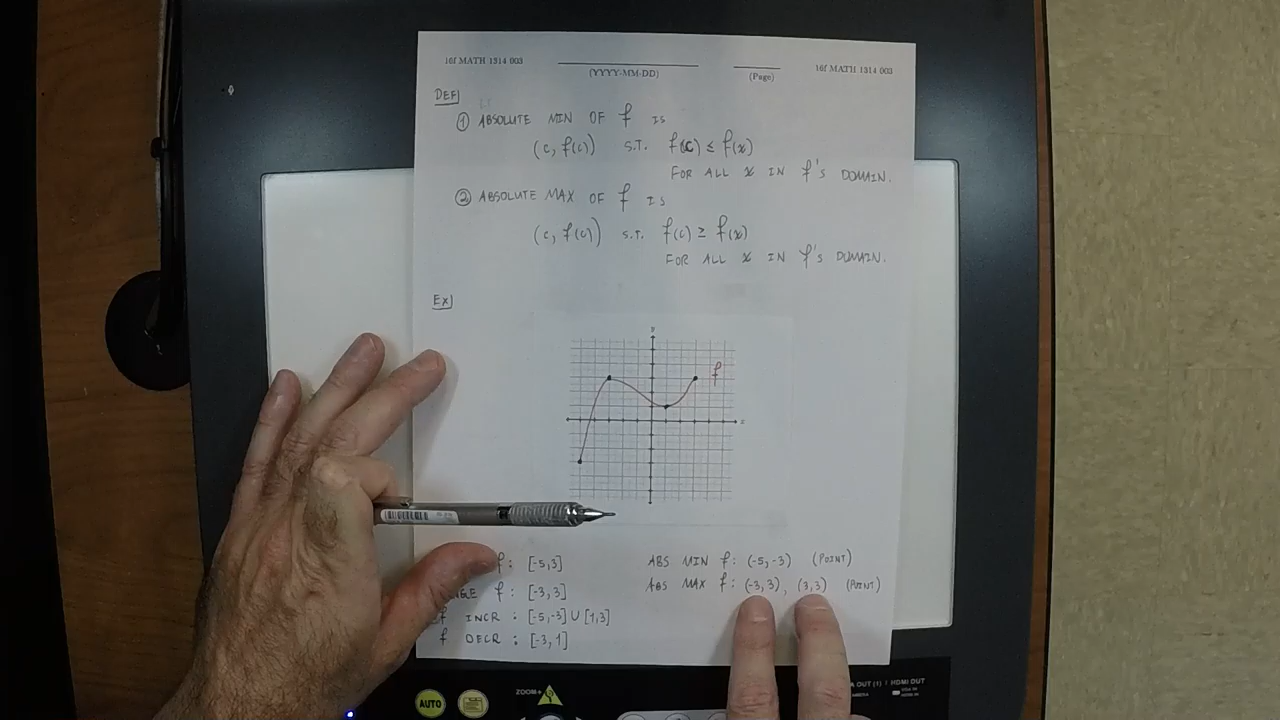 16f MATH 1314 003
(YYYY-MM-DD)
(Page)
16f MATH 1314 003
DEF
① ABSOLUTE MIN OF f IS
(c, f(c)) S.T. f(c) ≤ f(x)
FOR ALL x IN f'S DOMAIN.
② ABSOLUTE MAX OF f IS
(c, f(c)) S.T. f(c) ≥ f(x)
FOR ALL x IN f'S DOMAIN.
EX
y
f
x
f: [-5,3]
f: [-3,3]
f INCR: [-5,-3] U [1,3]
f DECR: [-3,1]
ABS MIN f: (-5,-3) (POINT)
ABS MAX f: (-3,3), (3,3) (POINT)
ZOOM+
AUTO
OUT (1) / HDMI OUT